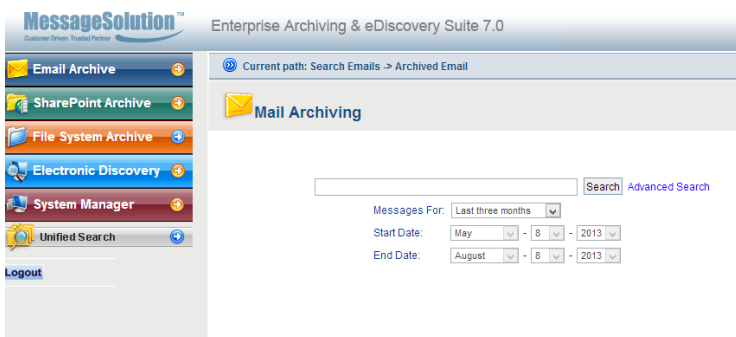 MessageSolution™
Customer Driven Trusted Partner
Enterprise Archiving & eDiscovery Suite 7.0
Email Archive
SharePoint Archive
File System Archive
Electronic Discovery
System Manager
Unified Search
Logout
Current path: Search Emails -> Archived Email
Mail Archiving
Search Advanced Search
Messages For: Last three months
Start Date: May - 8 - 2013
End Date: August - 8 - 2013